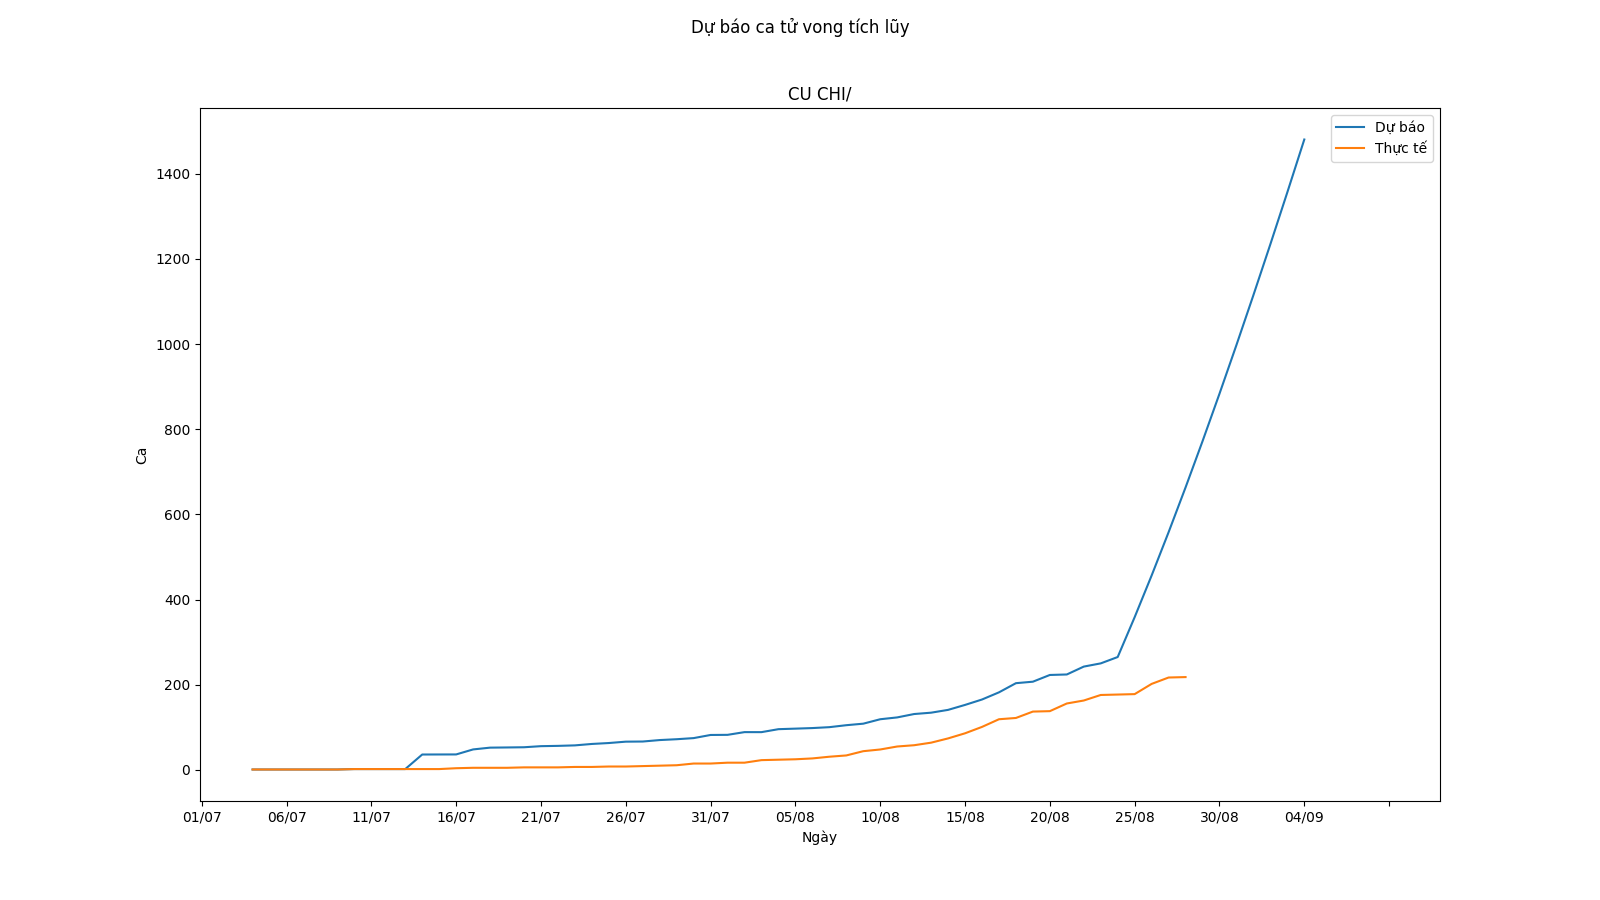 Dự báo ca tử vong tích lũy
CU CHI/
Dự báo
Thực tế
1400
1200
1000
800
600
400
200
0
Ca
01/07 06/07 11/07 16/07 21/07 26/07 31/07 05/08 10/08 15/08 20/08 25/08 30/08 04/09
Ngày